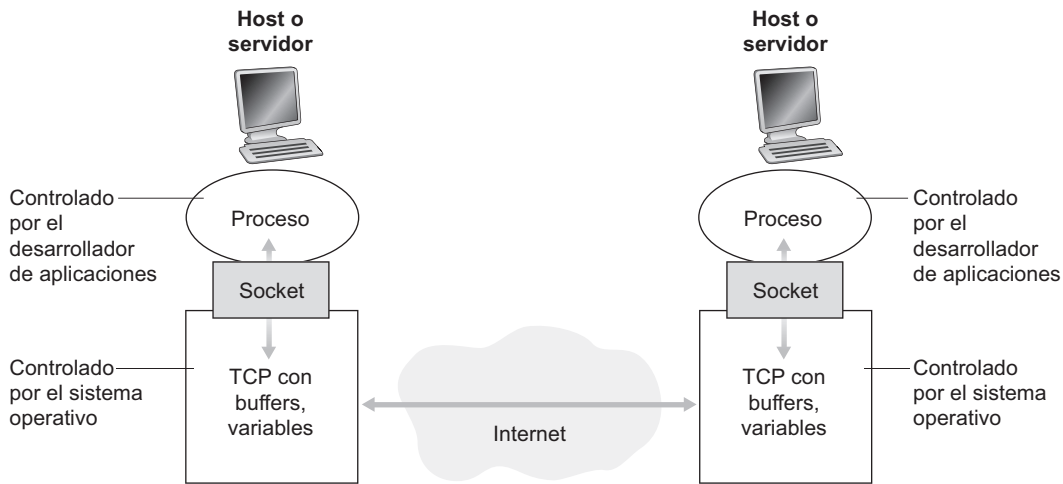 Host o
servidor
Host o
servidor
Controlado
por el
desarrollador
de aplicaciones
Proceso
Proceso
Controlado
por el
desarrollador
de aplicaciones
Socket
Socket
Controlado
por el sistema
operativo
TCP con
buffers,
variables
Internet
TCP con
buffers,
variables
Controlado
por el sistema
operativo